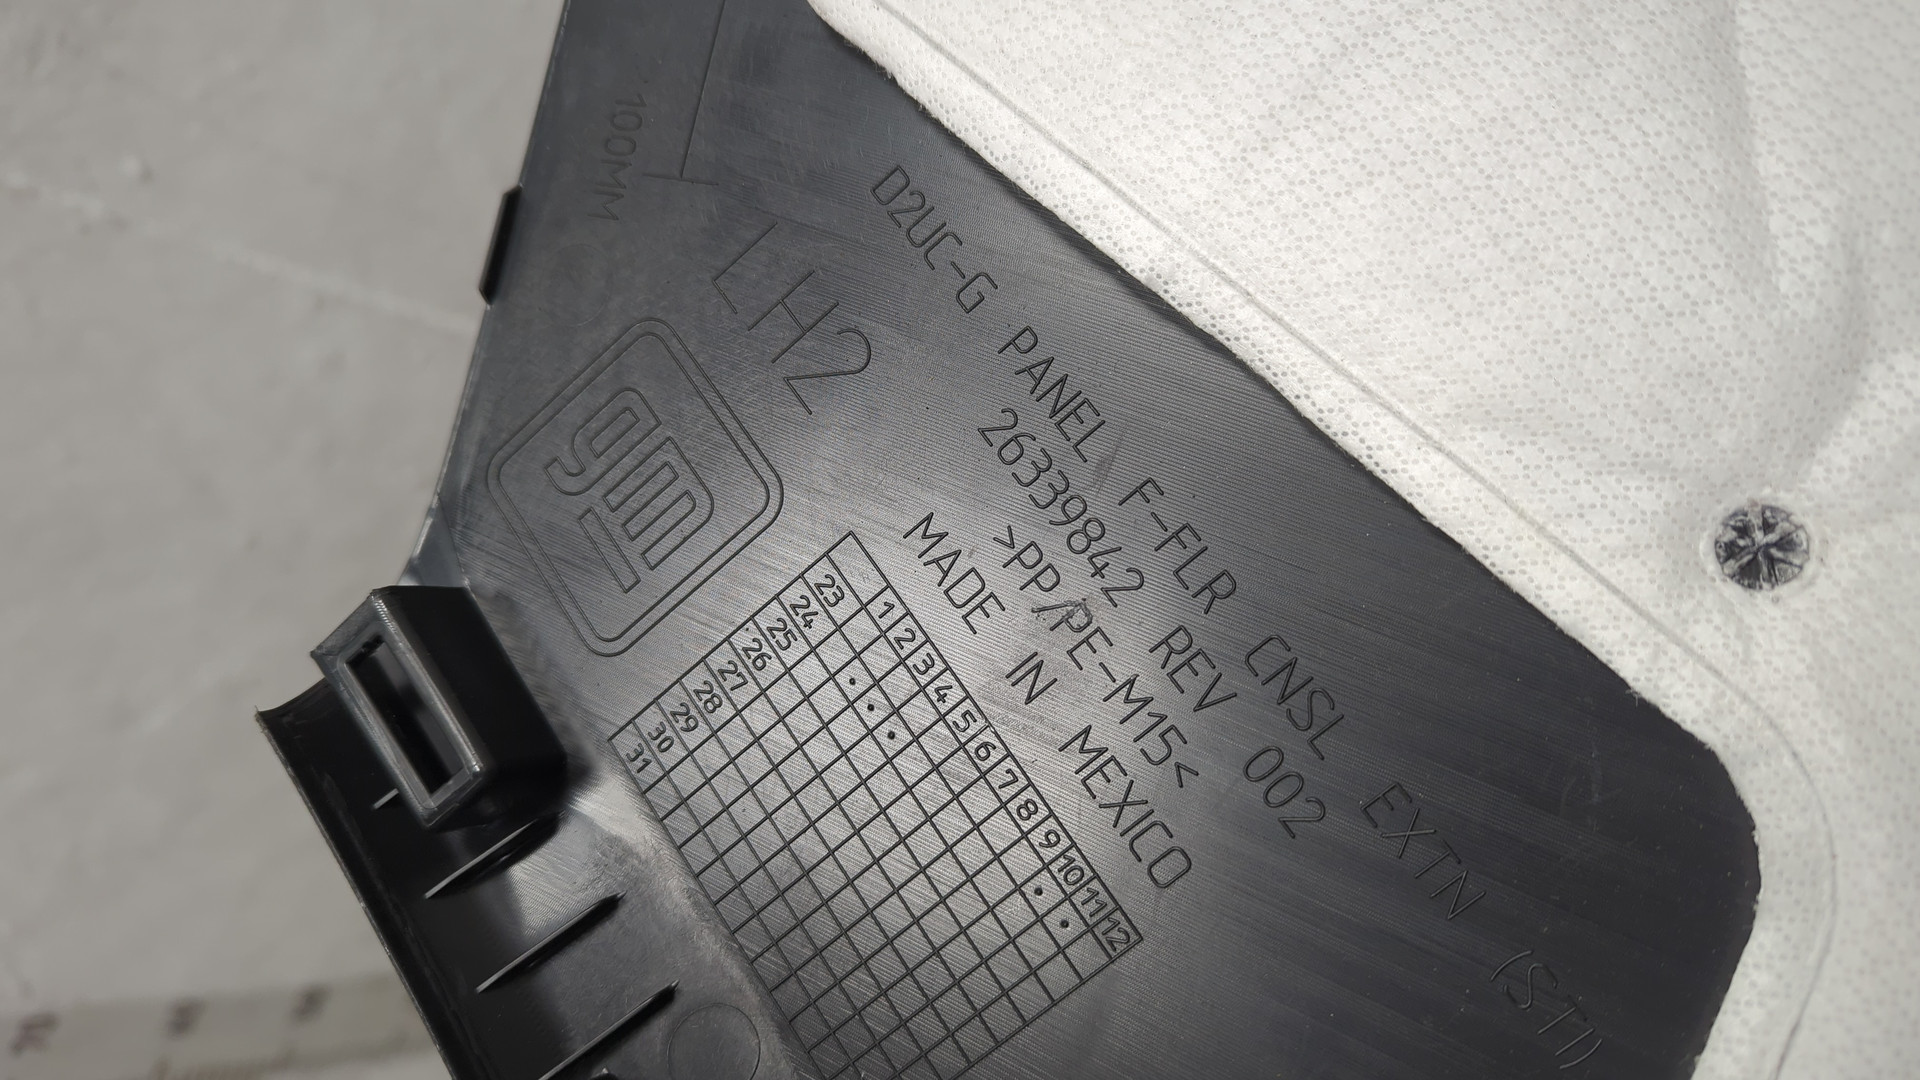 100MM
LH2
gm
D2UC-G PANEL F-FLR CNSL EXTN (STI)
26339842 REV 002
>PP/PE-M15<
MADE IN MEXICO
1 2 3 4 5 6 7 8 9 10 11 12
23
24
25
26
27
28
29
30
31